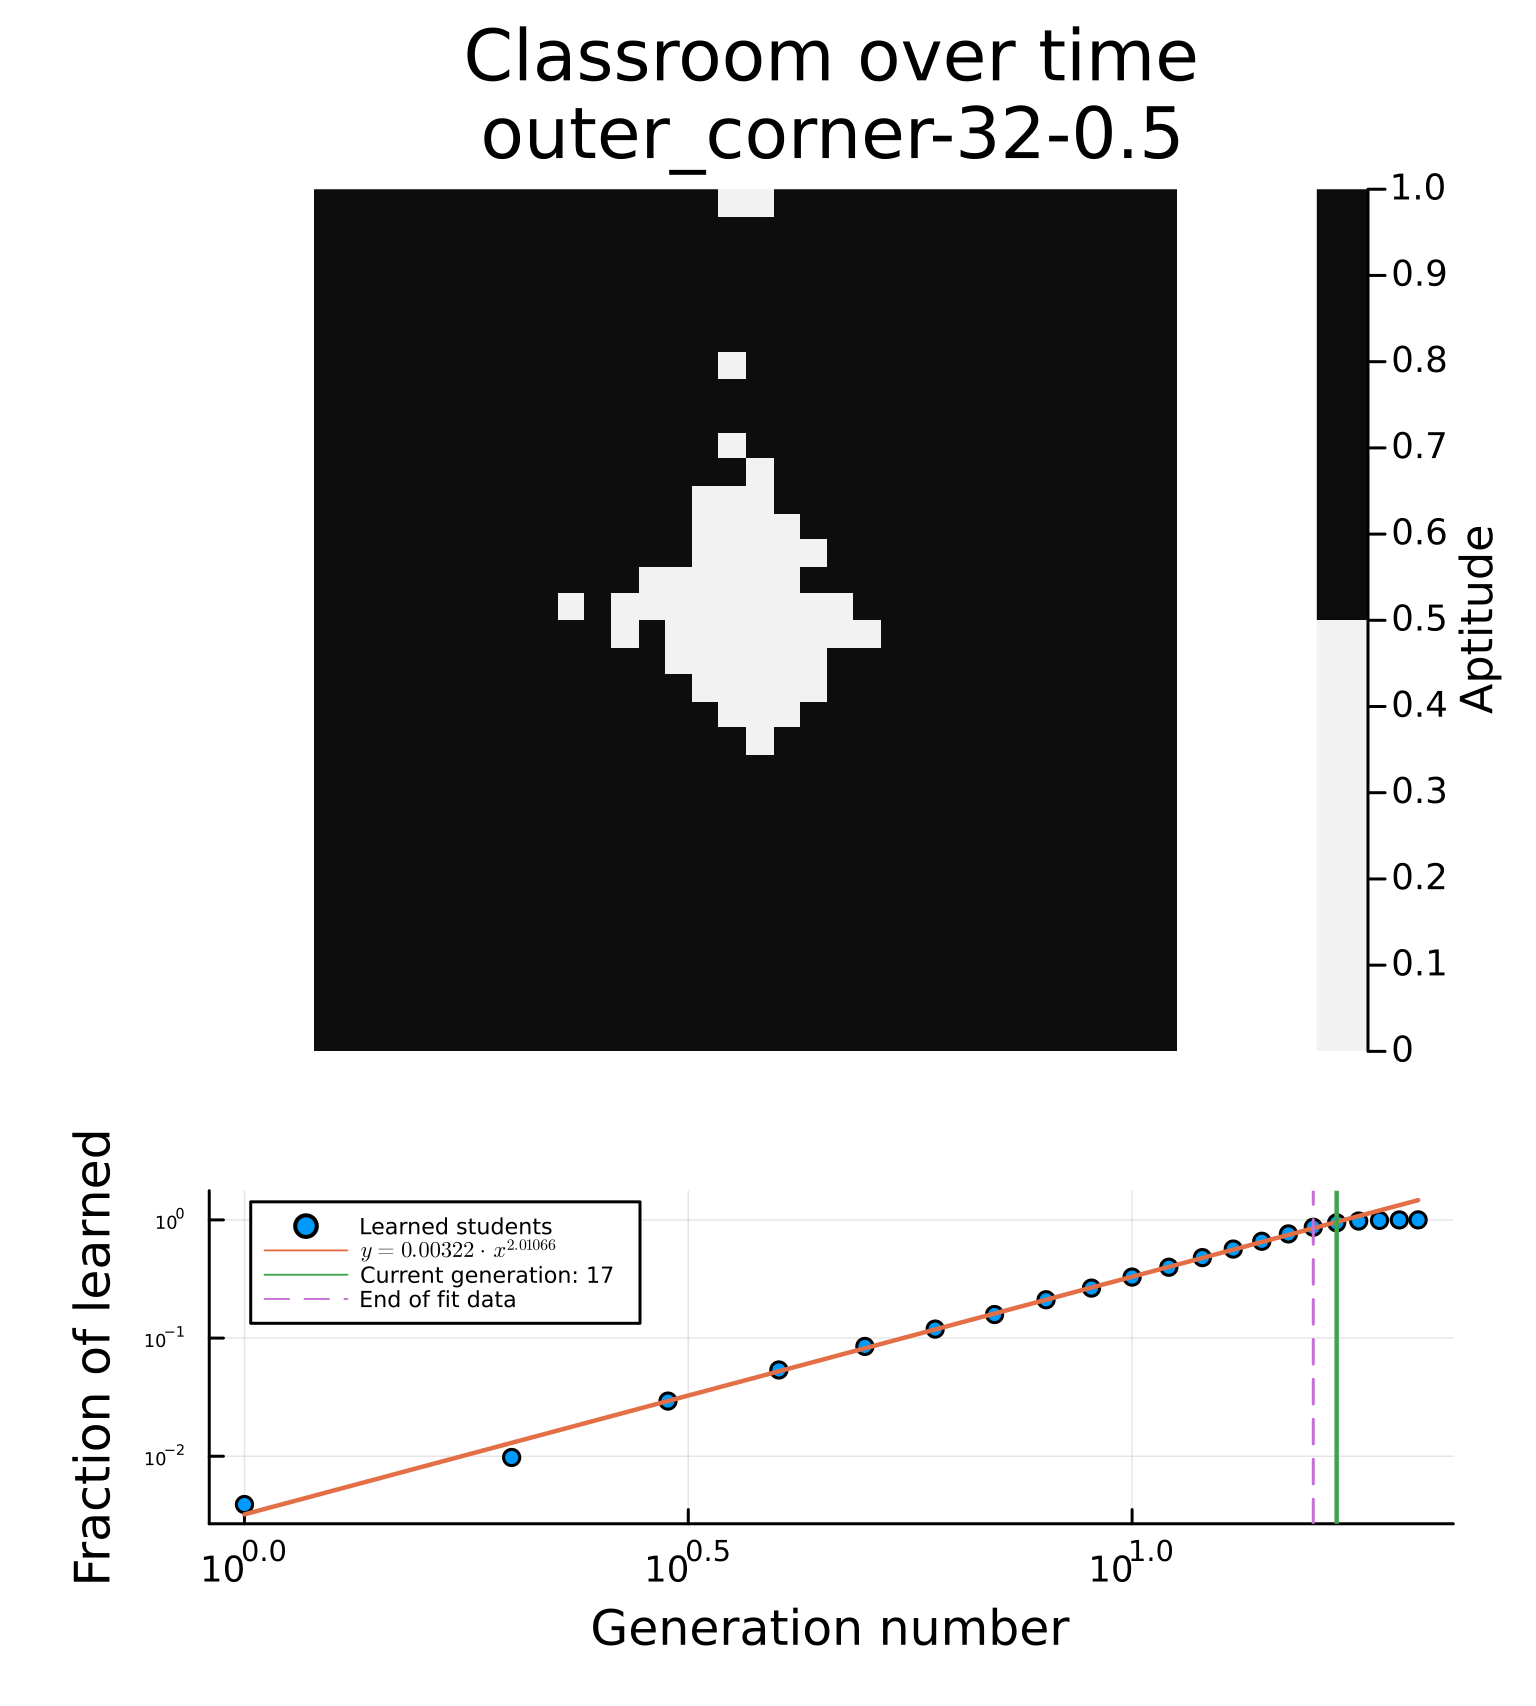 Classroom over time
outer_corner-32-0.5
1.0
0.9
0.8
0.7
0.6
0.5
0.4
0.3
0.2
0.1
0
Aptitude
Fraction of learned
10^0
10^−1
10^−2
Learned students
y = 0.00322 · x^2.01066
Current generation: 17
End of fit data
10^0.0
10^0.5
10^1.0
Generation number